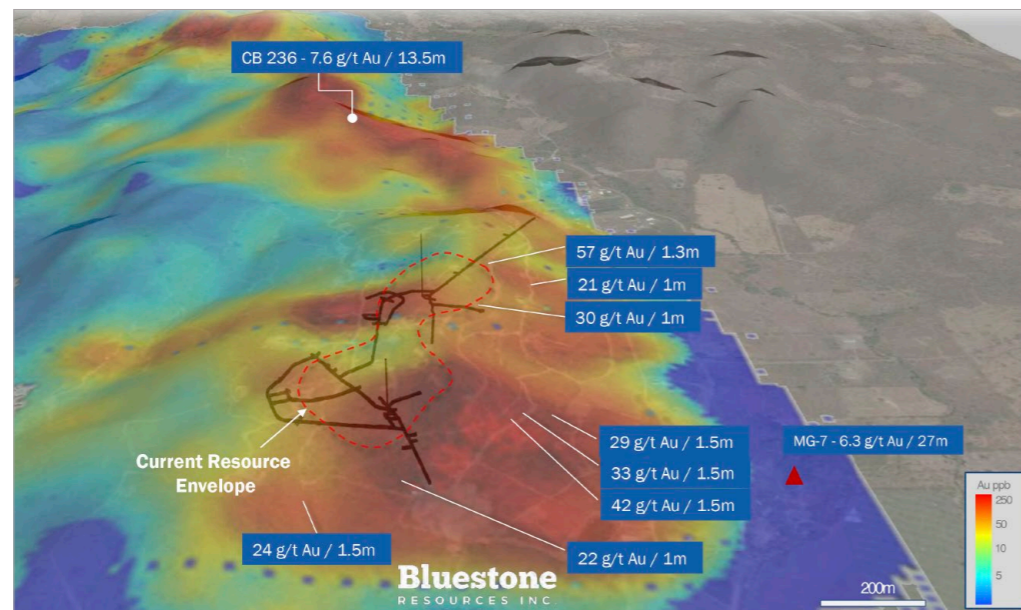 CB 236 - 7.6 g/t Au / 13.5m
57 g/t Au / 1.3m
21 g/t Au / 1m
30 g/t Au / 1m
29 g/t Au / 1.5m
33 g/t Au / 1.5m
42 g/t Au / 1.5m
MG-7 - 6.3 g/t Au / 27m
Current Resource
Envelope
24 g/t Au / 1.5m
22 g/t Au / 1m
Bluestone
RESOURCES INC
200m
Au ppb
250
50
10
5